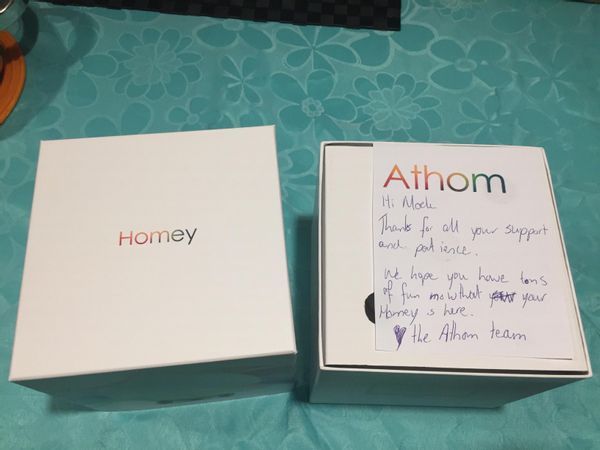 Homey
Athom
Hi Mark
Thanks for all your support
and patience.
We hope you have tons
of fun now that your
Homey is here.
the Athom team